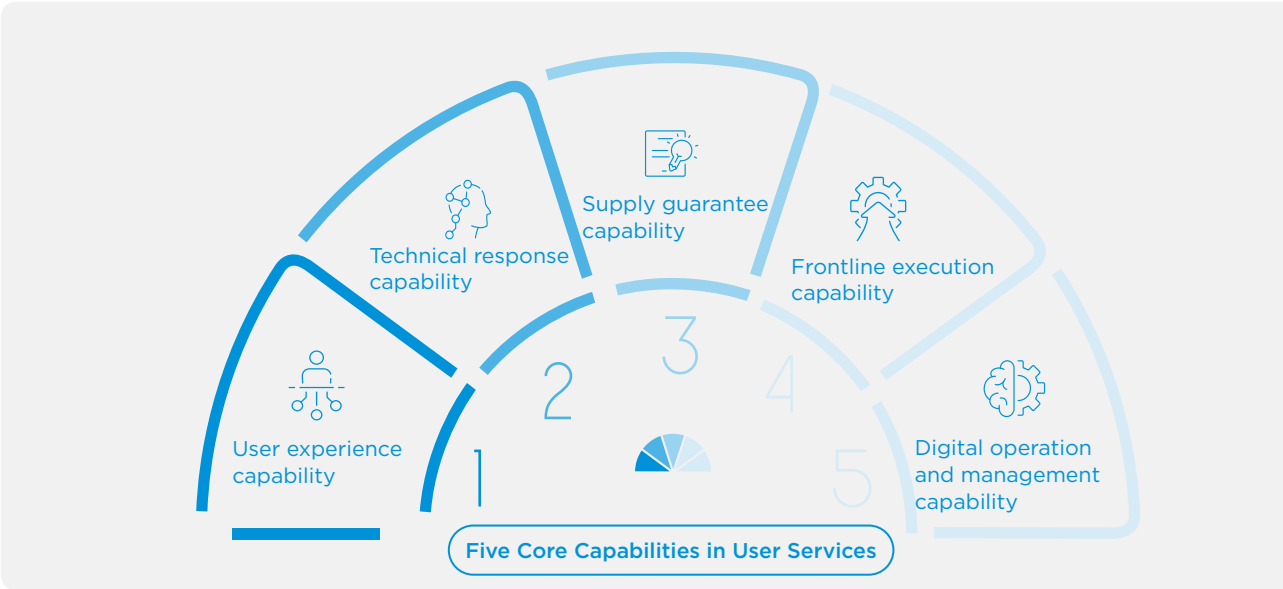 1
User experience
capability
2
Technical response
capability
3
Supply guarantee
capability
4
Frontline execution
capability
5
Digital operation
and management
capability
Five Core Capabilities in User Services